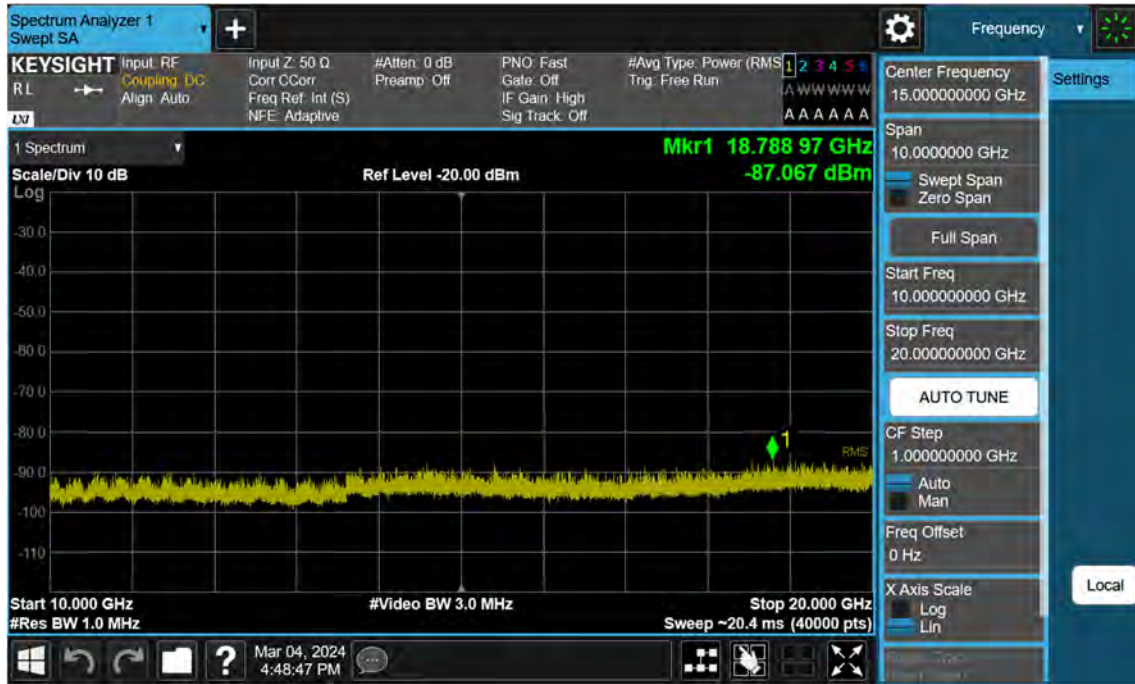 Spectrum Analyzer 1
Swept SA
Frequency
KEYSIGHT
R L
LXI
Input: RF
Coupling: DC
Align: Auto
Input Z: 50 Ω
Corr CCorr
Freq Ref: Int (S)
NFE: Adaptive
#Atten: 0 dB
Preamp: Off
PNO: Fast
Gate: Off
IF Gain: High
Sig Track: Off
#Avg Type: Power (RMS
Trig: Free Run
1 2 3 4 5 6
A W W W W W
A A A A A A
1 Spectrum
Scale/Div 10 dB
Log
Ref Level -20.00 dBm
Mkr1 18.788 97 GHz
-87.067 dBm
-30.0
-40.0
-50.0
-60.0
-70.0
-80.0
-90.0
-100
-110
1
RMS
Start 10.000 GHz
#Res BW 1.0 MHz
#Video BW 3.0 MHz
Stop 20.000 GHz
Sweep ~20.4 ms (40000 pts)
Mar 04, 2024
4:48:47 PM
?
Center Frequency
15.000000000 GHz
Span
10.0000000 GHz
Swept Span
Zero Span
Full Span
Start Freq
10.000000000 GHz
Stop Freq
20.000000000 GHz
AUTO TUNE
CF Step
1.000000000 GHz
Auto
Man
Freq Offset
0 Hz
X Axis Scale
Log
Lin
Settings
Local